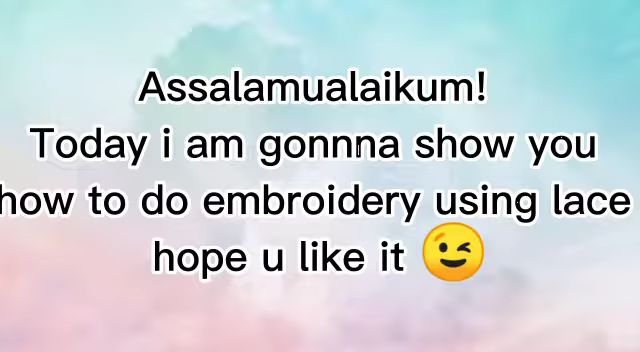 Assalamualaikum!
Today i am gonnna show you
how to do embroidery using lace
hope u like it 😉